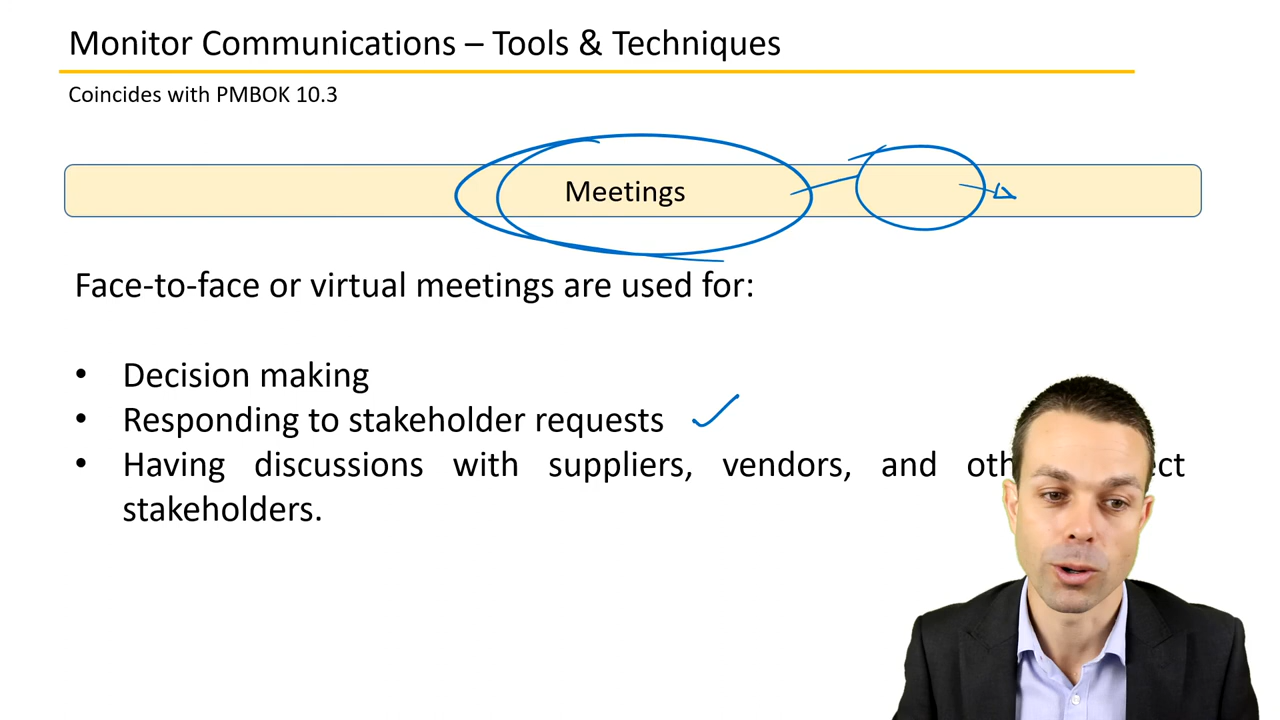 Monitor Communications – Tools & Techniques
Coincides with PMBOK 10.3
Meetings
Face-to-face or virtual meetings are used for:
• Decision making
• Responding to stakeholder requests
• Having discussions with suppliers, vendors, and
stakeholders.